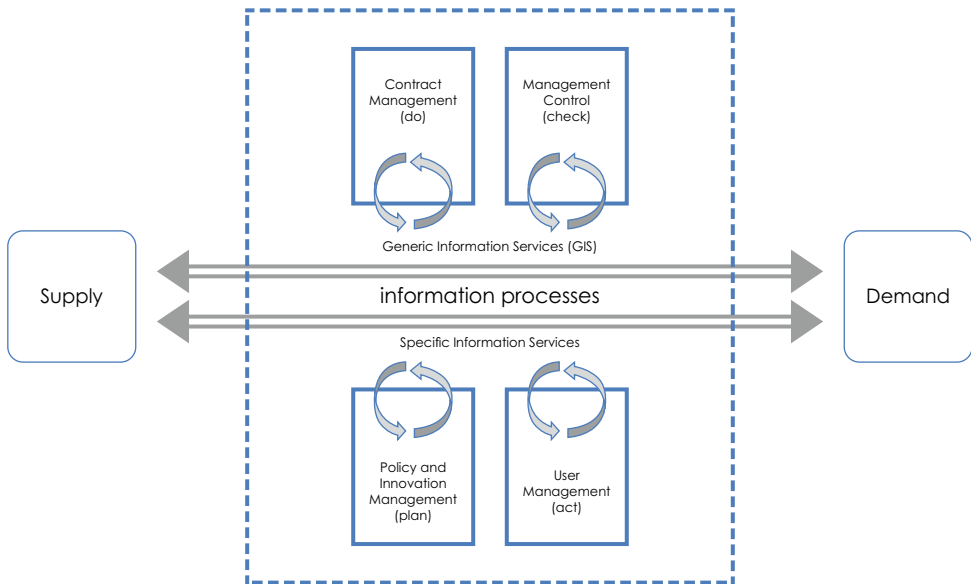 Contract
Management
(do)
Management
Control
(check)
Generic Information Services (GIS)
Supply
information processes
Demand
Specific Information Services
Policy and
Innovation
Management
(plan)
User
Management
(act)